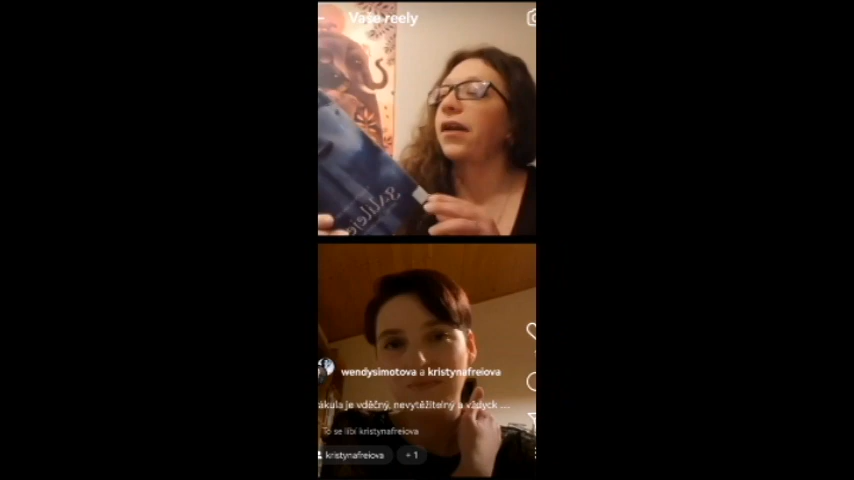 Vaše reely
wendysimotova a kristynafreiova
ákula je vděčný, nevytěžitelný a vždyck ....
To se líbí kristynafreiova
kristynafreiova
+1